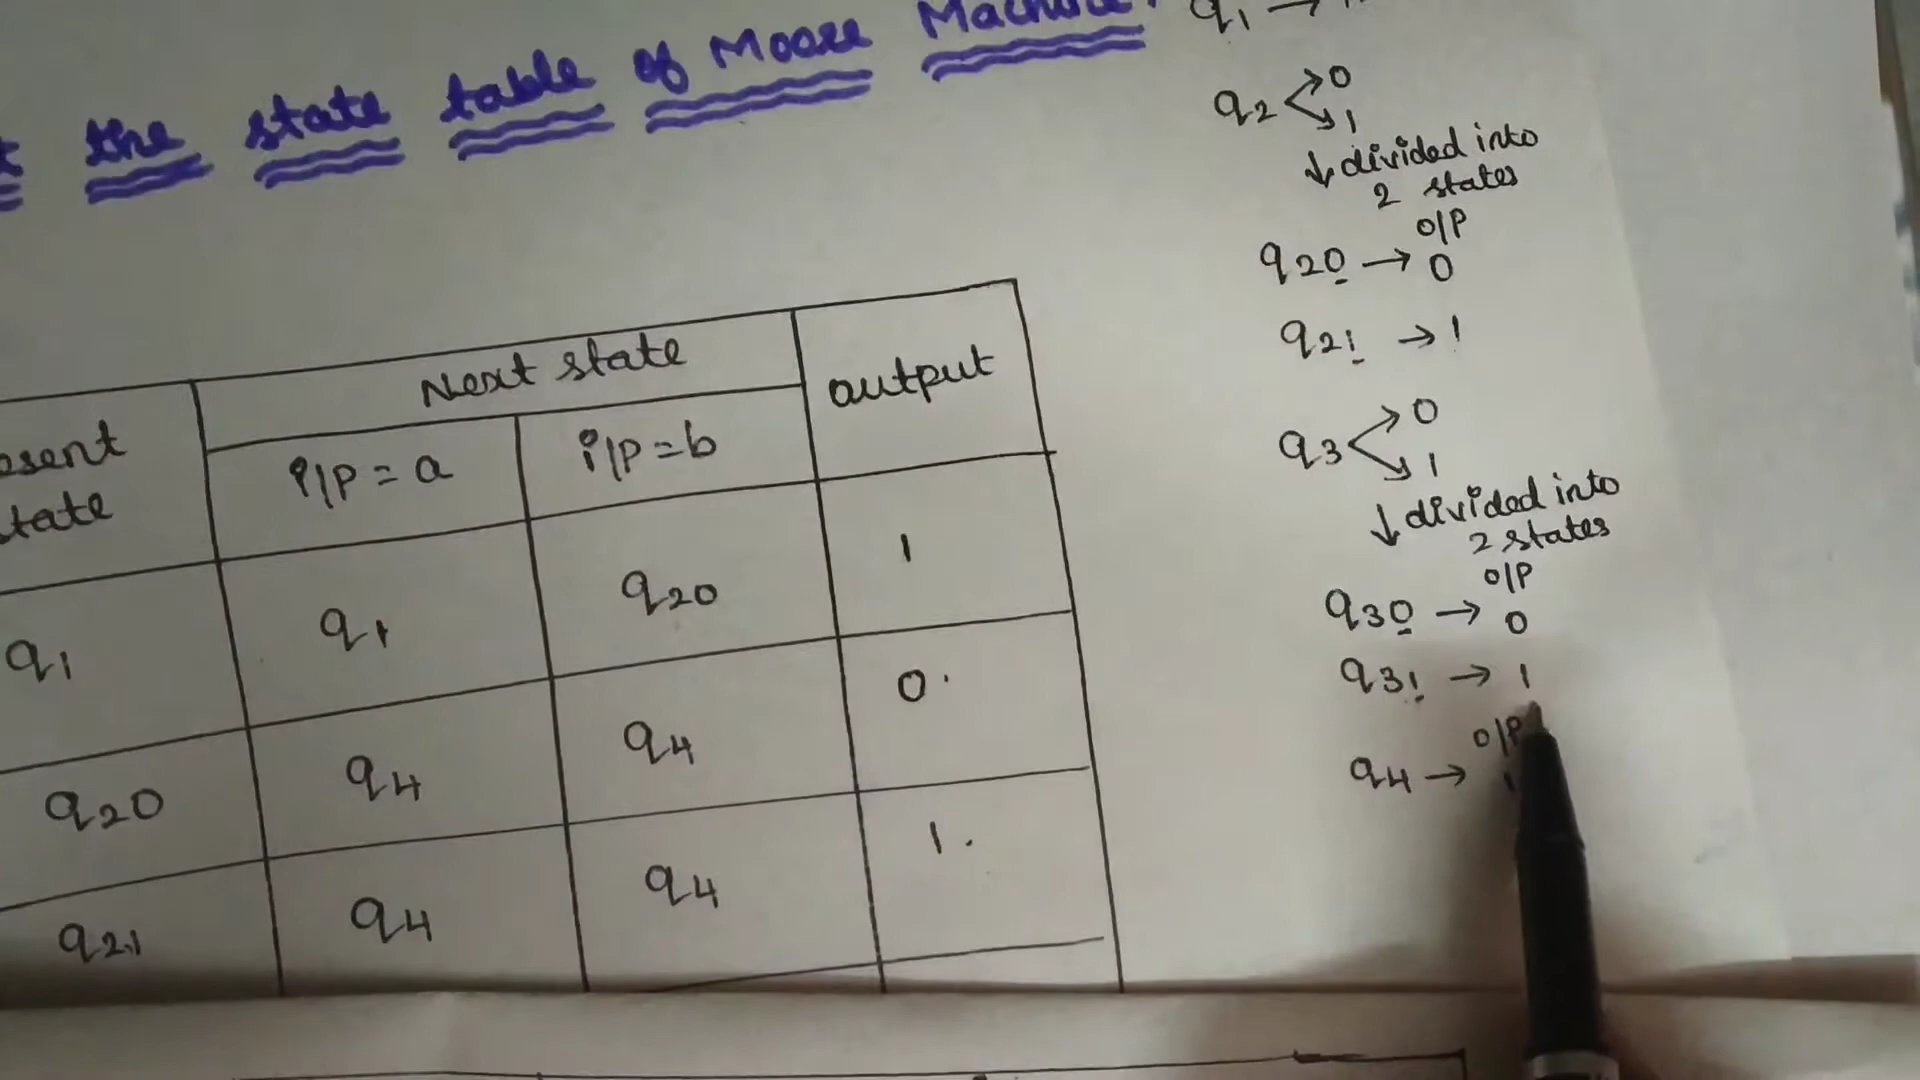 the state table of Moore Machine
Next state
output
i/p = a
i/p = b
q1
q1
q20
1
q20
q4
q4
0
q21
q4
q4
1
q1 →
q2 → 0
→ 1
↓ divided into
2 states
o/p
q20 → 0
q21 → 1
q3 → 0
→ 1
↓ divided into
2 states
o/p
q30 → 0
q31 → 1
o/p
q4 → 1